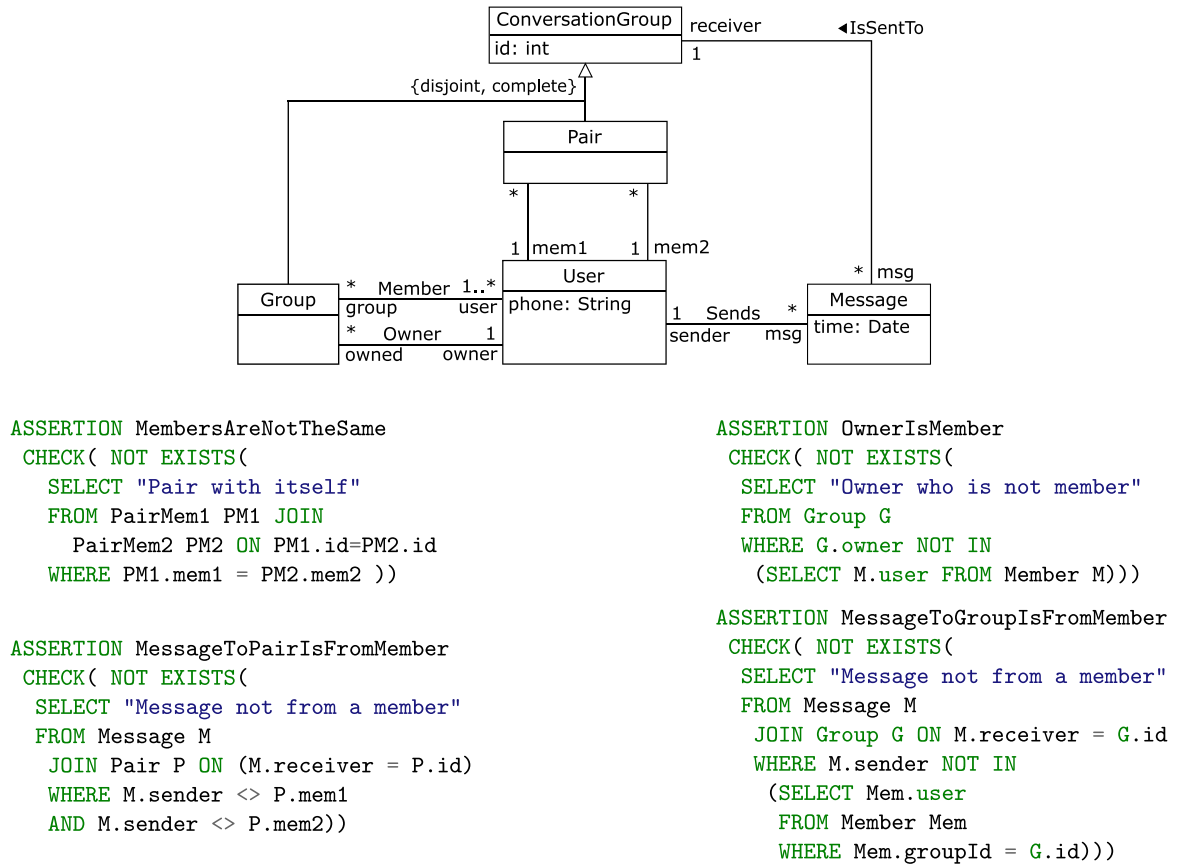 ConversationGroup
id: int
receiver
◀IsSentTo
1
{disjoint, complete}
Pair
* *
1 mem1 1 mem2
User
phone: String
* msg
Message
time: Date
Group
* Member 1..*
group user
* Owner 1
owned owner
1 Sends *
sender msg
ASSERTION MembersAreNotTheSame
CHECK( NOT EXISTS(
SELECT "Pair with itself"
FROM PairMem1 PM1 JOIN
PairMem2 PM2 ON PM1.id=PM2.id
WHERE PM1.mem1 = PM2.mem2 ))
ASSERTION MessageToPairIsFromMember
CHECK( NOT EXISTS(
SELECT "Message not from a member"
FROM Message M
JOIN Pair P ON (M.receiver = P.id)
WHERE M.sender <> P.mem1
AND M.sender <> P.mem2))
ASSERTION OwnerIsMember
CHECK( NOT EXISTS(
SELECT "Owner who is not member"
FROM Group G
WHERE G.owner NOT IN
(SELECT M.user FROM Member M)))
ASSERTION MessageToGroupIsFromMember
CHECK( NOT EXISTS(
SELECT "Message not from a member"
FROM Message M
JOIN Group G ON M.receiver = G.id
WHERE M.sender NOT IN
(SELECT Mem.user
FROM Member Mem
WHERE Mem.groupId = G.id)))